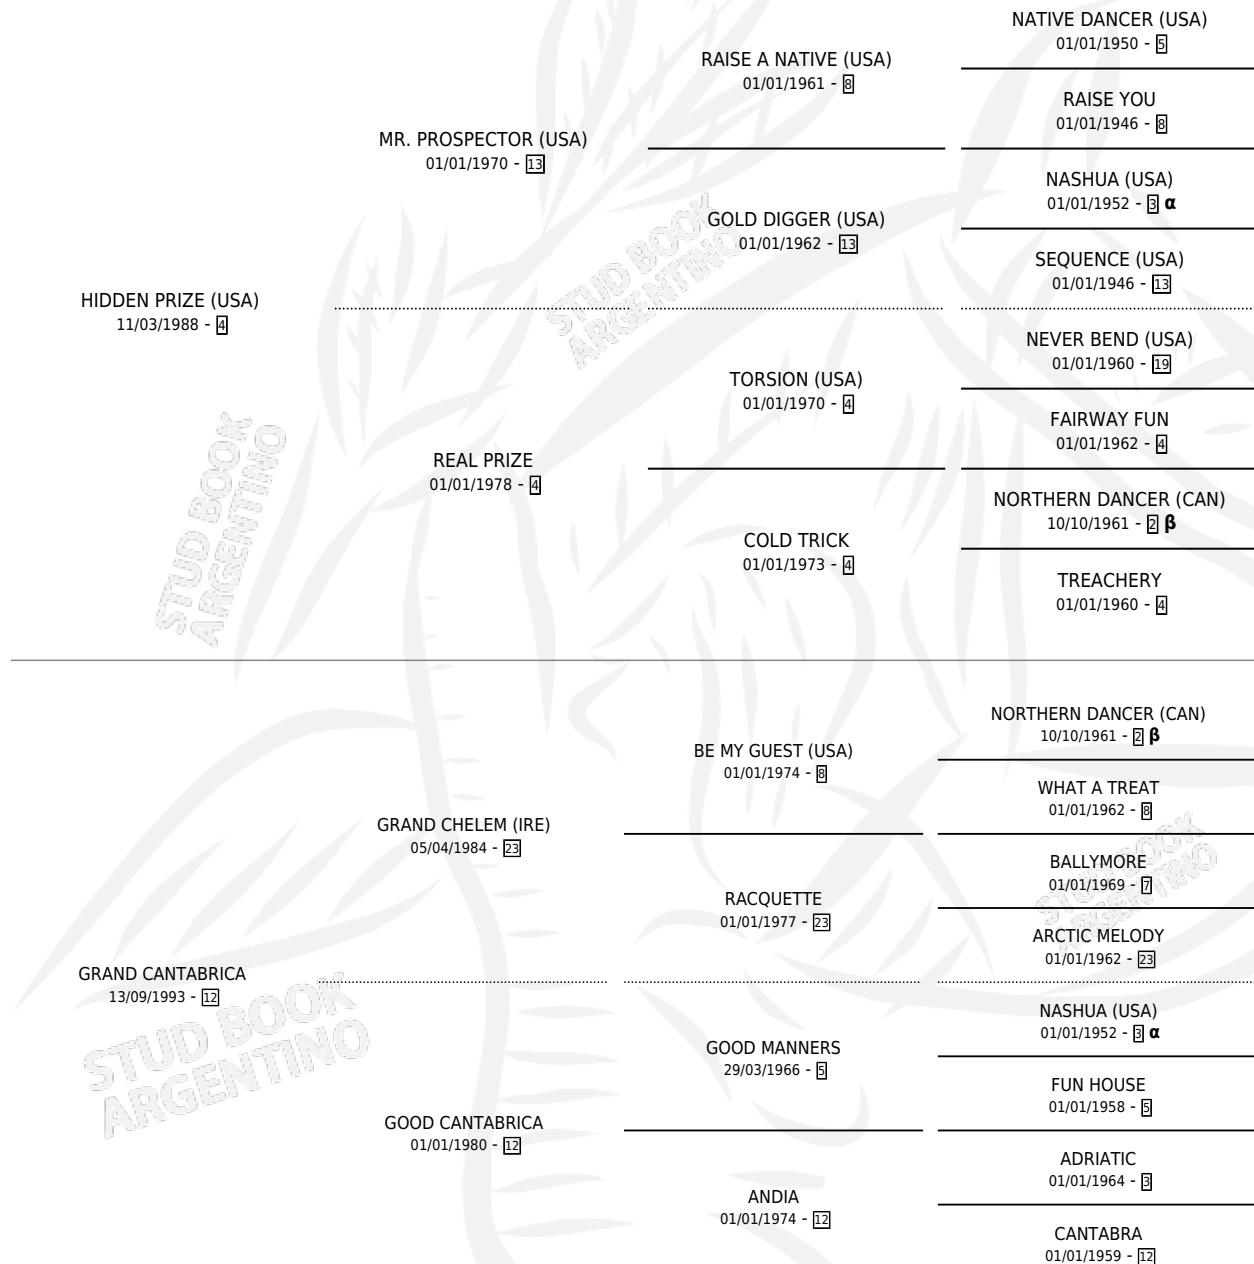 NATIVE DANCER (USA)
01/01/1950 - 5
RAISE A NATIVE (USA)
01/01/1961 - 8
RAISE YOU
01/01/1946 - 8
MR. PROSPECTOR (USA)
01/01/1970 - 13
NASHUA (USA)
01/01/1952 - 3 α
GOLD DIGGER (USA)
01/01/1962 - 13
SEQUENCE (USA)
01/01/1946 - 13
HIDDEN PRIZE (USA)
11/03/1988 - 4
NEVER BEND (USA)
01/01/1960 - 19
TORSION (USA)
01/01/1970 - 4
FAIRWAY FUN
01/01/1962 - 4
REAL PRIZE
01/01/1978 - 4
NORTHERN DANCER (CAN)
10/10/1961 - 2 β
COLD TRICK
01/01/1973 - 4
TREACHERY
01/01/1960 - 4
NORTHERN DANCER (CAN)
10/10/1961 - 2 β
BE MY GUEST (USA)
01/01/1974 - 8
WHAT A TREAT
01/01/1962 - 8
GRAND CHELEM (IRE)
05/04/1984 - 23
BALLYMORE
01/01/1969 - 7
RACQUETTE
01/01/1977 - 23
ARCTIC MELODY
01/01/1962 - 23
GRAND CANTABRICA
13/09/1993 - 12
NASHUA (USA)
01/01/1952 - 3 α
GOOD MANNERS
29/03/1966 - 5
FUN HOUSE
01/01/1958 - 5
GOOD CANTABRICA
01/01/1980 - 12
ADRIATIC
01/01/1964 - 3
ANDIA
01/01/1974 - 12
CANTABRA
01/01/1959 - 12
STUD BOOK
ARGENTINO
STUD BOOK
ARGENTINO
STUD BOOK
ARGENTINO
STUD BOOK
ARGENTINO